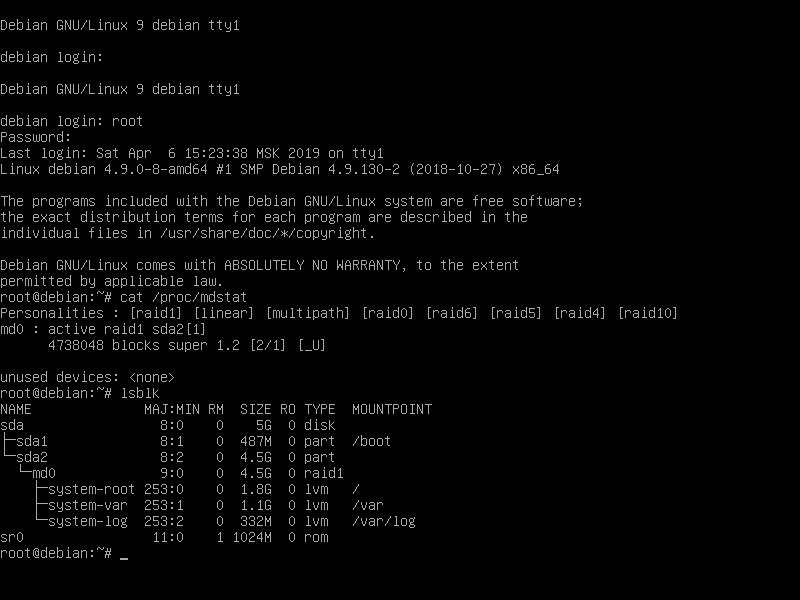 Debian GNU/Linux 9 debian tty1

debian login:

Debian GNU/Linux 9 debian tty1

debian login: root
Password:
Last login: Sat Apr  6 15:23:38 MSK 2019 on tty1
Linux debian 4.9.0-8-amd64 #1 SMP Debian 4.9.130-2 (2018-10-27) x86_64

The programs included with the Debian GNU/Linux system are free software;
the exact distribution terms for each program are described in the
individual files in /usr/share/doc/*/copyright.

Debian GNU/Linux comes with ABSOLUTELY NO WARRANTY, to the extent
permitted by applicable law.
root@debian:~# cat /proc/mdstat
Personalities : [raid1] [linear] [multipath] [raid0] [raid6] [raid5] [raid4] [raid10]
md0 : active raid1 sda2[1]
      4738048 blocks super 1.2 [2/1] [_U]

unused devices: <none>
root@debian:~# lsblk
NAME              MAJ:MIN RM  SIZE RO TYPE  MOUNTPOINT
sda                 8:0    0    5G  0 disk
├─sda1              8:1    0  487M  0 part  /boot
└─sda2              8:2    0  4.5G  0 part
  └─md0             9:0    0  4.5G  0 raid1
    ├─system-root 253:0    0  1.8G  0 lvm   /
    ├─system-var  253:1    0  1.1G  0 lvm   /var
    └─system-log  253:2    0  332M  0 lvm   /var/log
sr0                11:0    1 1024M  0 rom
root@debian:~# _